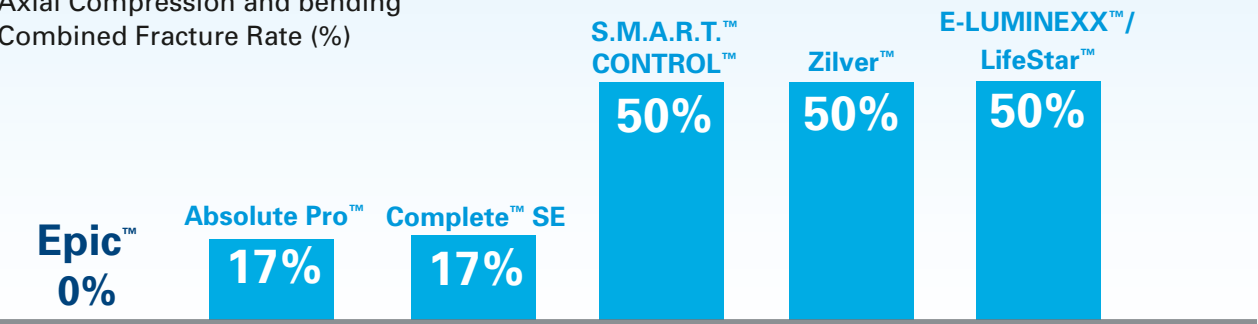 Axial Compression and bending
Combined Fracture Rate (%)
Epic™
0%
Absolute Pro™
17%
Complete™ SE
17%
S.M.A.R.T.™
CONTROL™
50%
Zilver™
50%
E-LUMINEXX™/
LifeStar™
50%